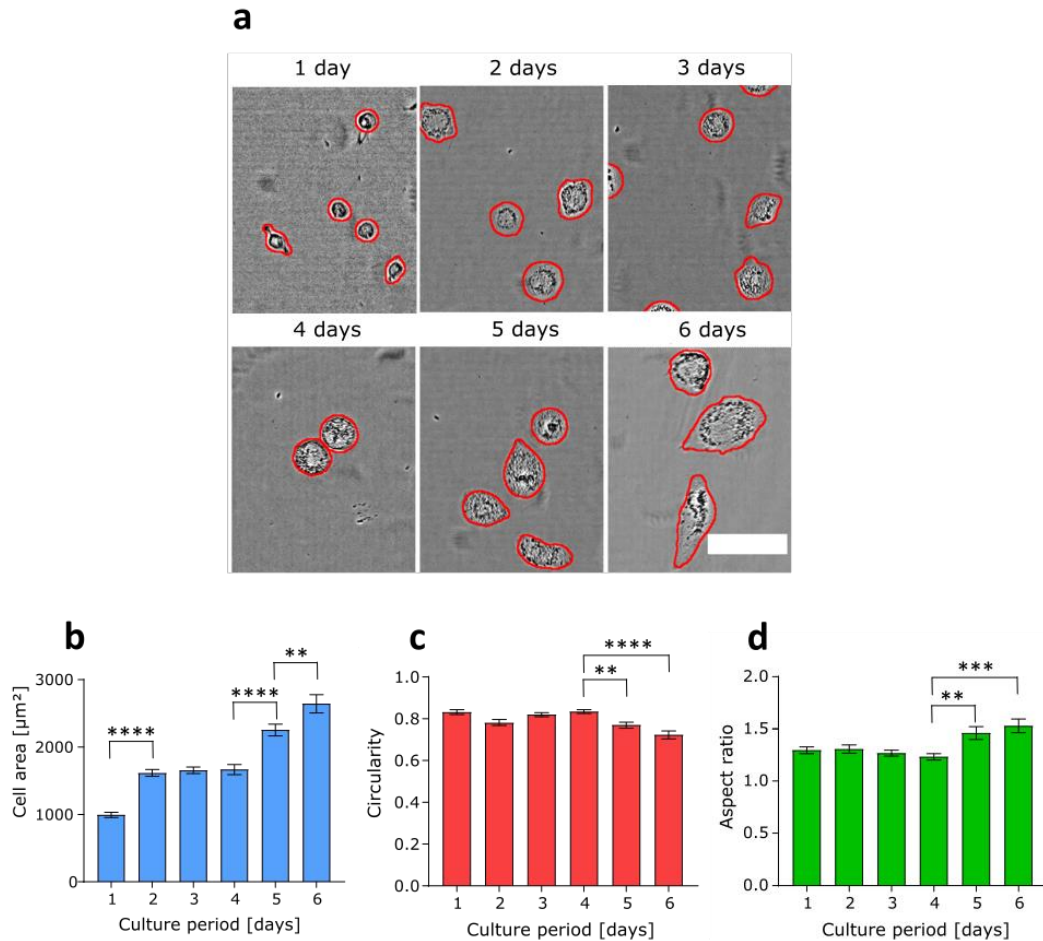 a
1 day 2 days 3 days
4 days 5 days 6 days
b
Cell area [µm²]
3000
2000
1000
0
****
****
**
1 2 3 4 5 6
Culture period [days]
c
Circularity
1.0
0.8
0.6
0.4
0.2
0.0
****
**
1 2 3 4 5 6
Culture period [days]
d
Aspect ratio
2.0
1.5
1.0
0.5
0.0
***
**
1 2 3 4 5 6
Culture period [days]